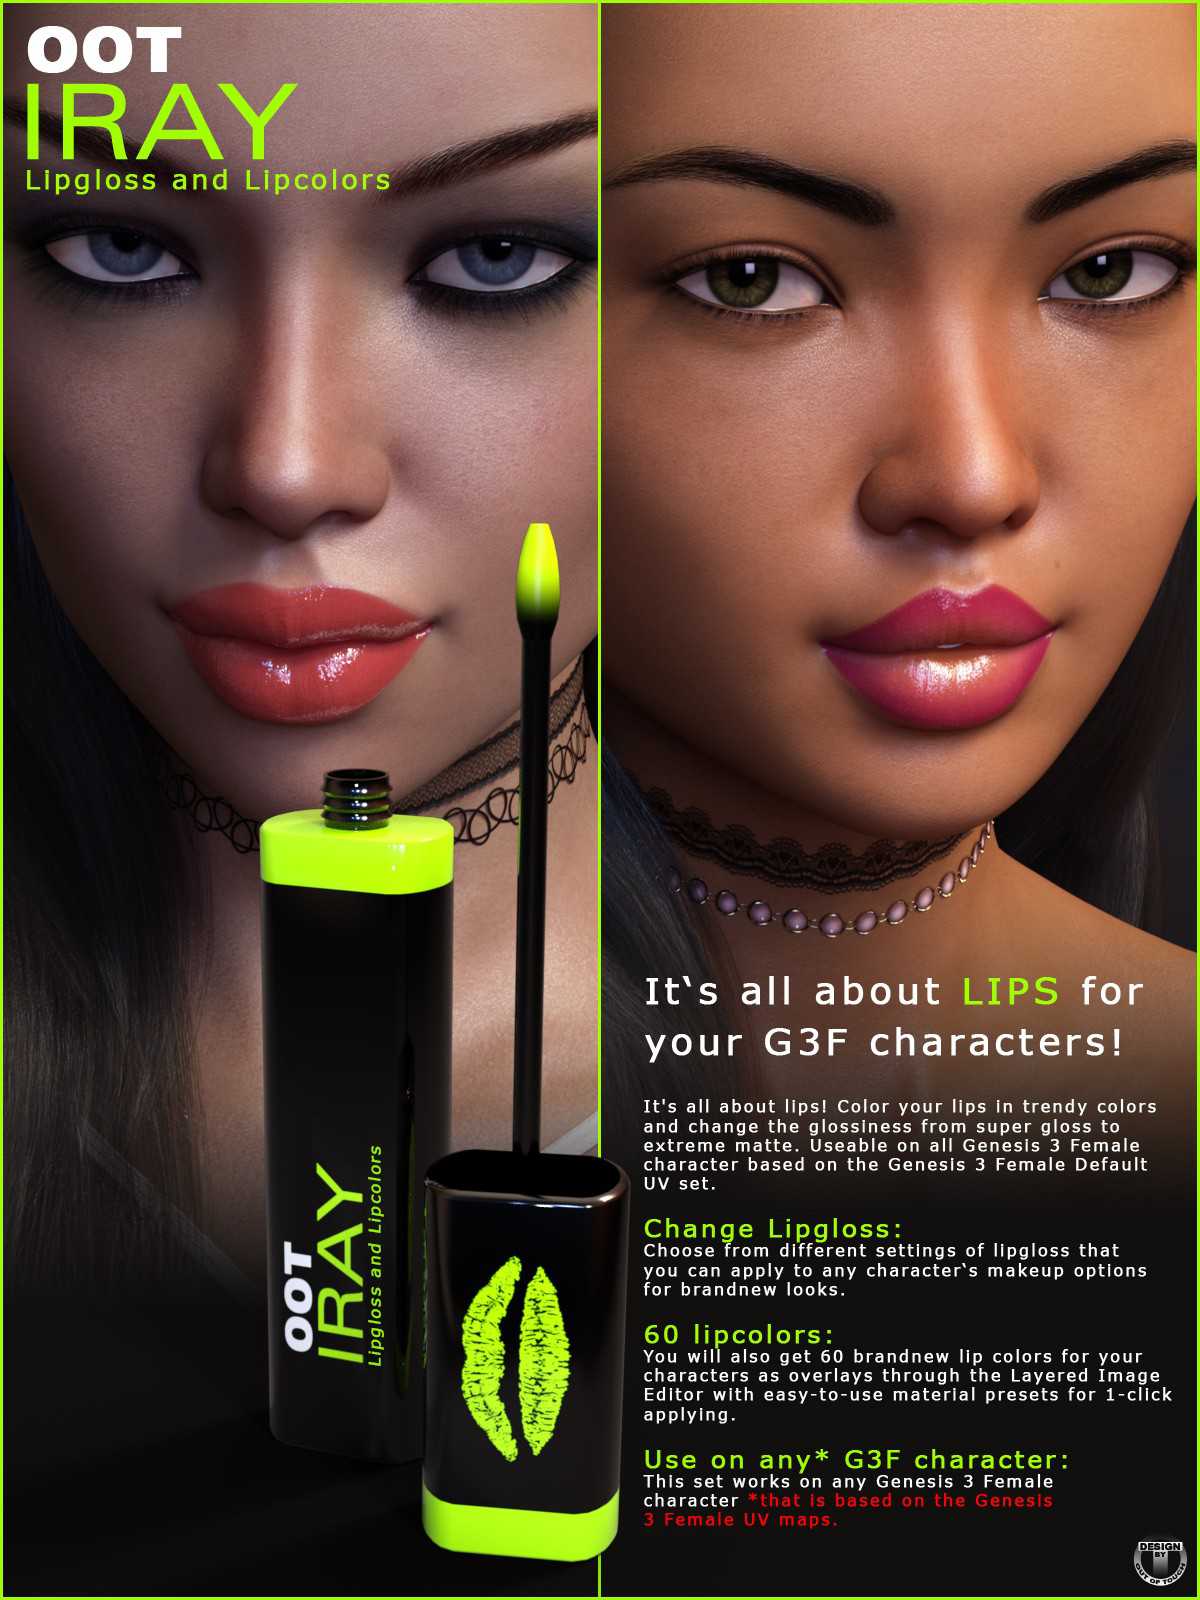 OOT
IRAY
Lipgloss and Lipcolors
OOT
IRAY
Lipgloss and Lipcolors
It‘s all about LIPS for
your G3F characters!
It's all about lips! Color your lips in trendy colors
and change the glossiness from super gloss to
extreme matte. Useable on all Genesis 3 Female
character based on the Genesis 3 Female Default
UV set.
Change Lipgloss:
Choose from different settings of lipgloss that
you can apply to any character‘s makeup options
for brandnew looks.
60 lipcolors:
You will also get 60 brandnew lip colors for your
characters as overlays through the Layered Image
Editor with easy-to-use material presets for 1-click
applying.
Use on any* G3F character:
This set works on any Genesis 3 Female
character *that is based on the Genesis
3 Female UV maps.
DESIGN
BY
OUT OF TOUCH